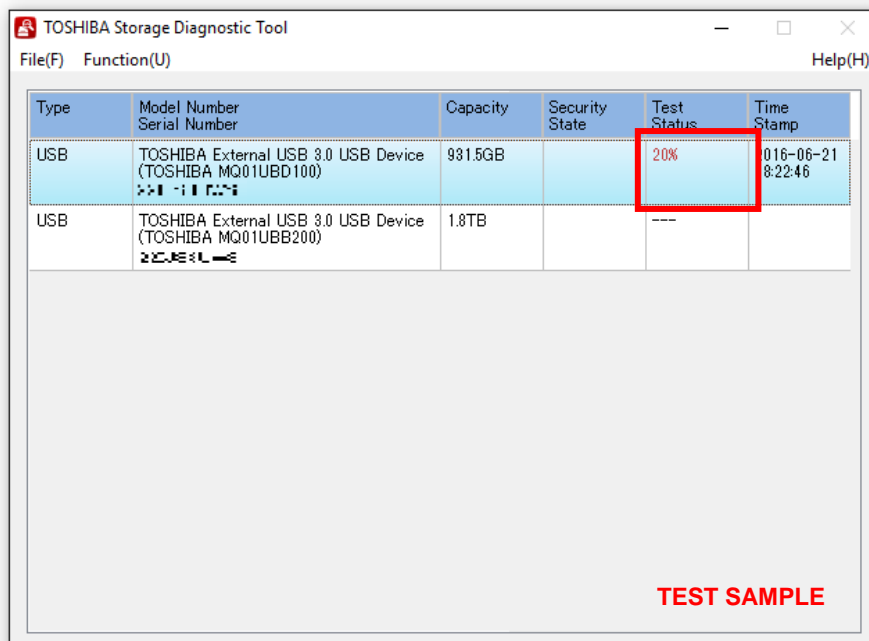 TOSHIBA Storage Diagnostic Tool
File(F) Function(U) Help(H)
Type Model Number Serial Number Capacity Security State Test Status Time Stamp
USB TOSHIBA External USB 3.0 USB Device 931.5GB 20% 2016-06-21
(TOSHIBA MQ01UBD100) 8:22:46
USB TOSHIBA External USB 3.0 USB Device 1.8TB ---
(TOSHIBA MQ01UBB200)
TEST SAMPLE